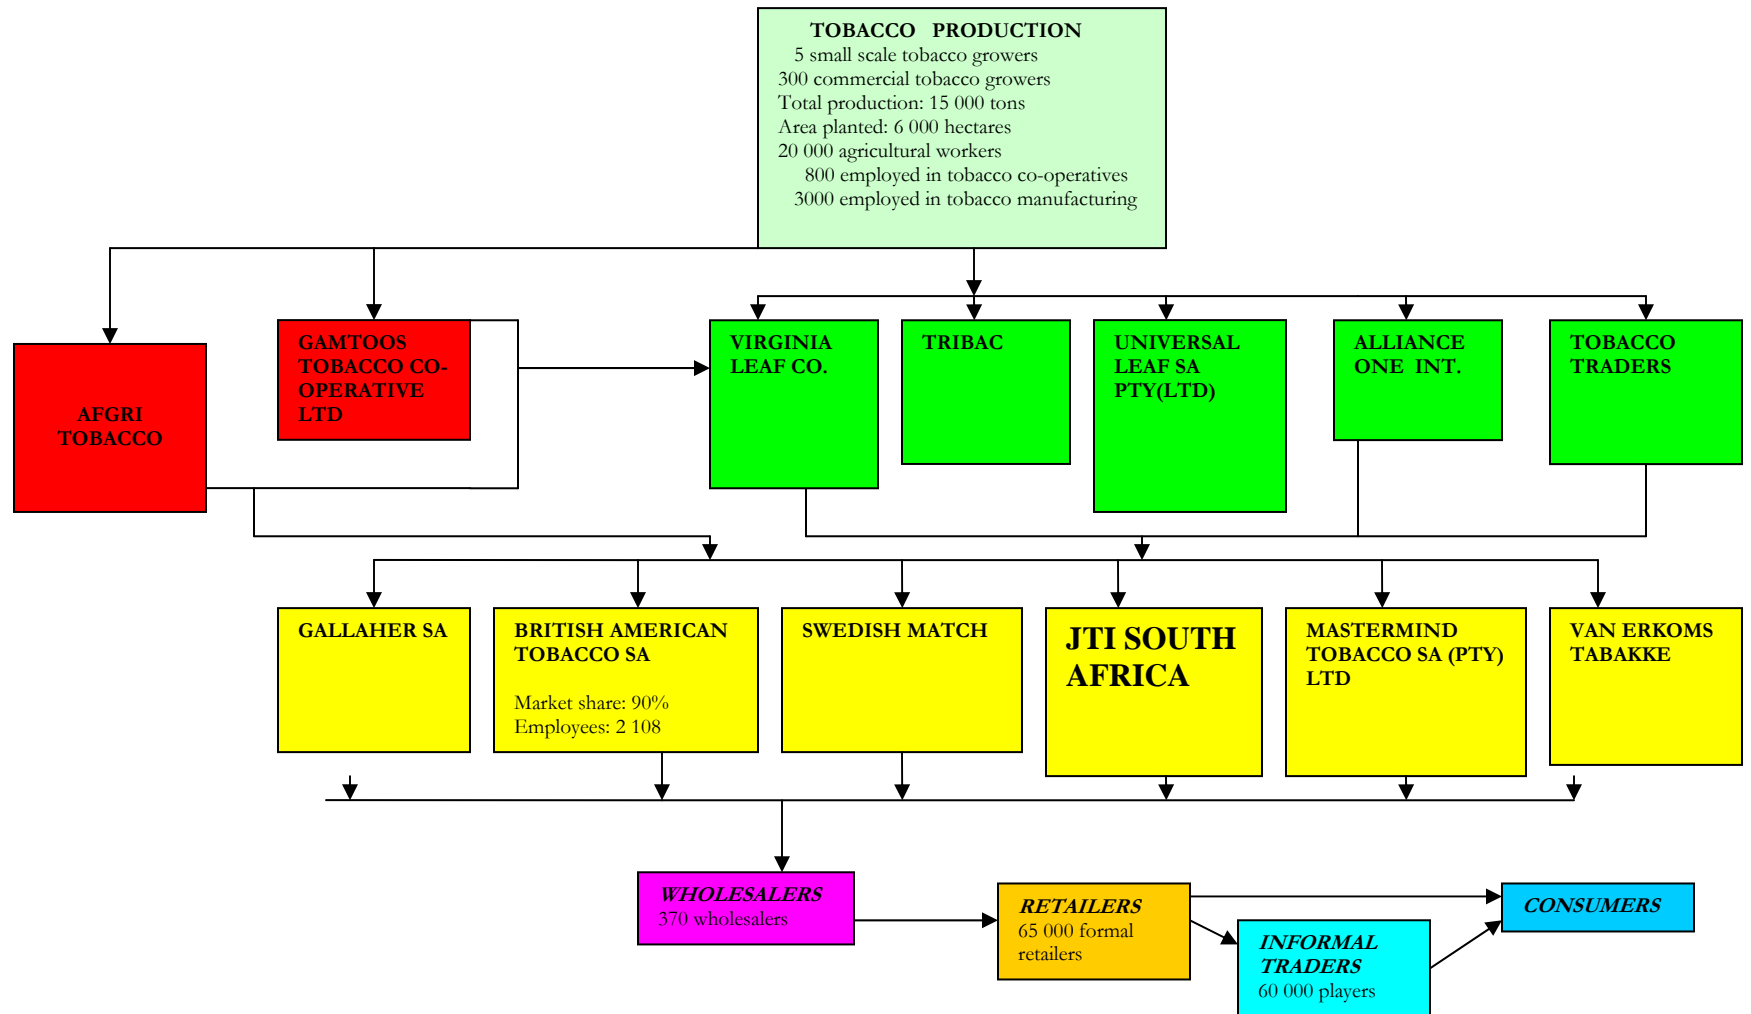 TOBACCO PRODUCTION
5 small scale tobacco growers
300 commercial tobacco growers
Total production: 15 000 tons
Area planted: 6 000 hectares
20 000 agricultural workers
800 employed in tobacco co-operatives
3000 employed in tobacco manufacturing
AFGRI
TOBACCO
GAMTOOS
TOBACCO CO-
OPERATIVE
LTD
VIRGINIA
LEAF CO.
TRIBAC
UNIVERSAL
LEAF SA
PTY(LTD)
ALLIANCE
ONE INT.
TOBACCO
TRADERS
GALLAHER SA
BRITISH AMERICAN
TOBACCO SA
Market share: 90%
Employees: 2 108
SWEDISH MATCH
JTI SOUTH
AFRICA
MASTERMIND
TOBACCO SA (PTY)
LTD
VAN ERKOMS
TABAKKE
WHOLESALERS
370 wholesalers
RETAILERS
65 000 formal
retailers
INFORMAL
TRADERS
60 000 players
CONSUMERS